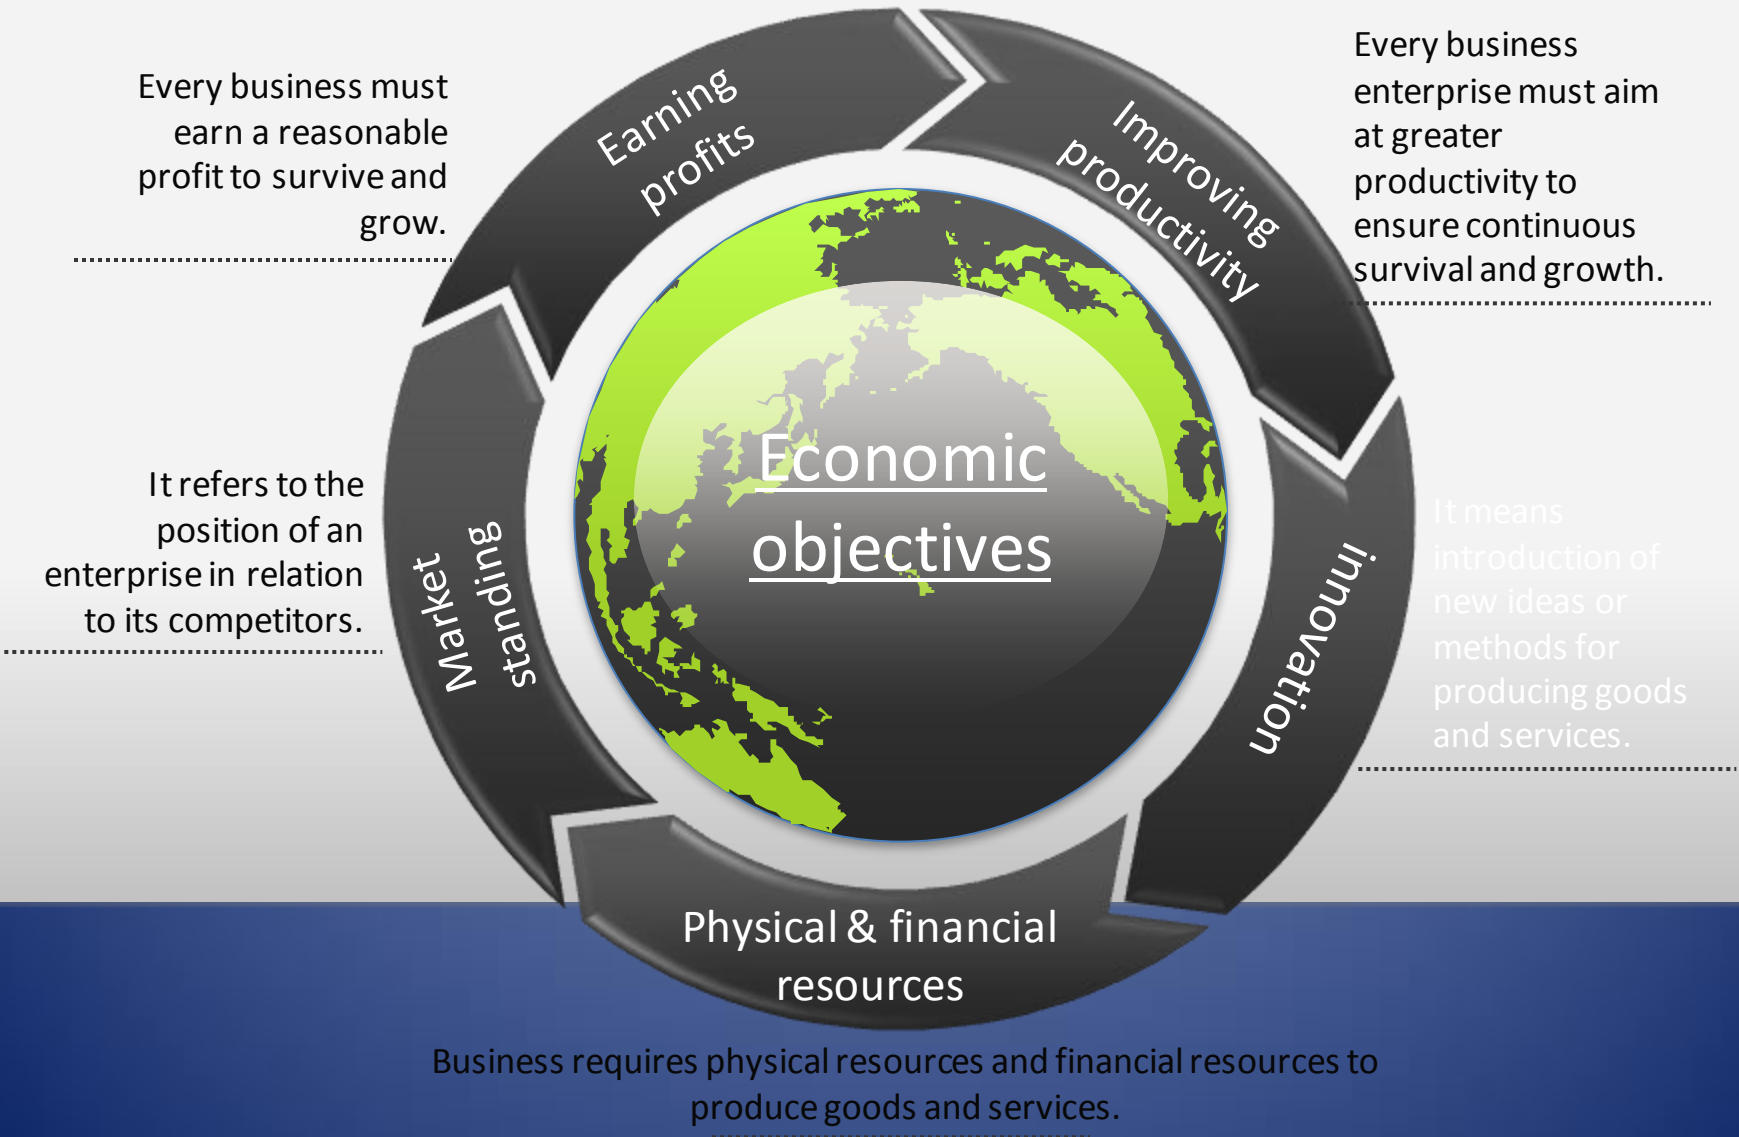 Every business must
earn a reasonable
profit to survive and
grow.
Earning
profits
Improving
productivity
Every business
enterprise must aim
at greater
productivity to
ensure continuous
survival and growth.
Economic
objectives
It refers to the
position of an
enterprise in relation
to its competitors.
Market
standing
Innovation
It means
introduction of
new ideas or
methods for
producing goods
and services.
Physical & financial
resources
Business requires physical resources and financial resources to
produce goods and services.